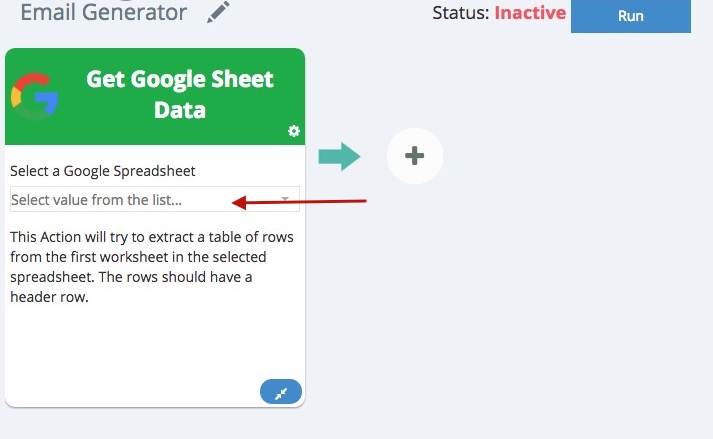 Email Generator
Status: Inactive
Run
Get Google Sheet
Data
Select a Google Spreadsheet
Select value from the list...
This Action will try to extract a table of rows
from the first worksheet in the selected
spreadsheet. The rows should have a
header row.